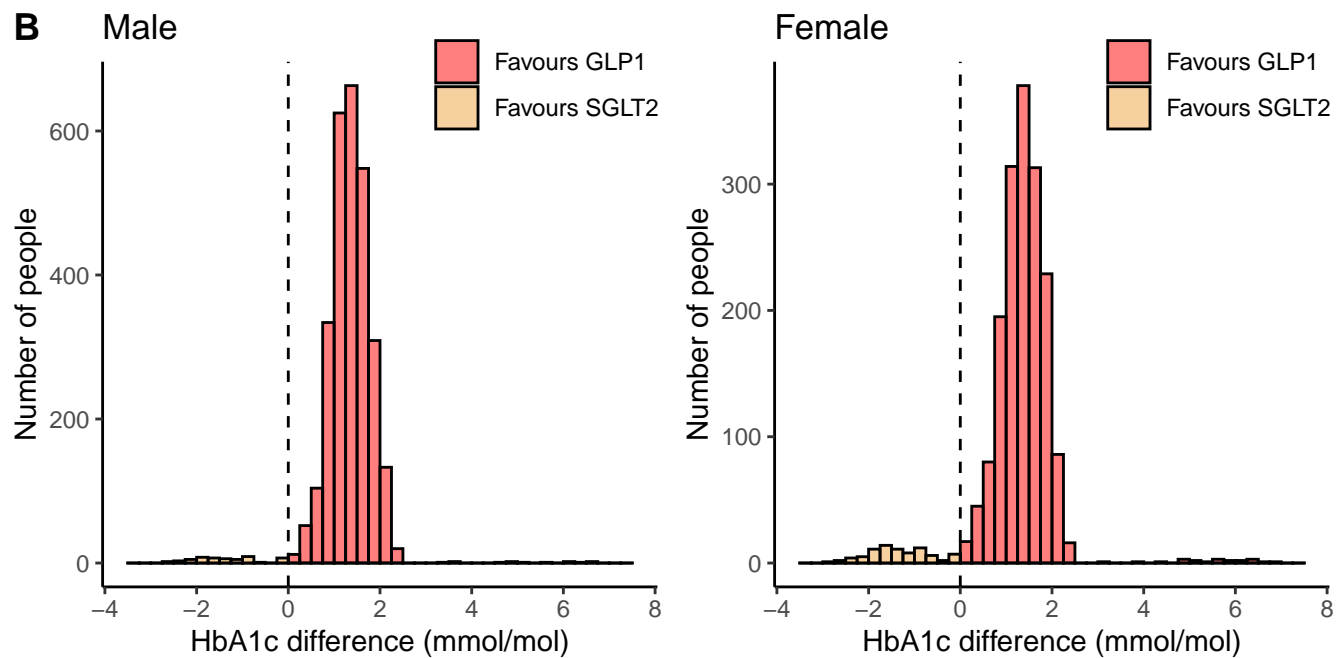 B
Male
Favours GLP1
Favours SGLT2
Number of people
600
400
200
0
–4
–2
0
2
4
6
8
HbA1c difference (mmol/mol)
Female
Favours GLP1
Favours SGLT2
Number of people
300
200
100
0
–4
–2
0
2
4
6
8
HbA1c difference (mmol/mol)